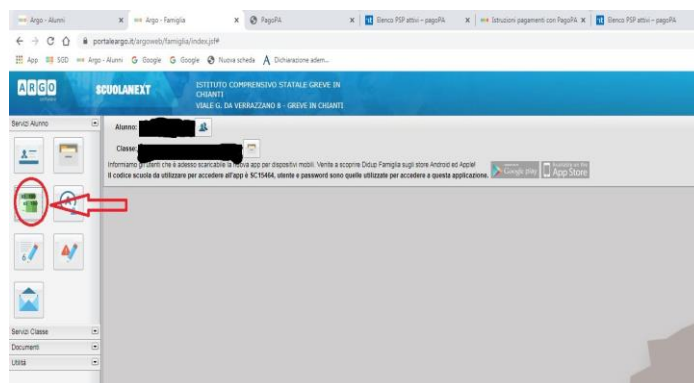 Argo - Alunni
Argo - Famiglia
PagoPA
Elenco PSP attivi – pagoPA
Istruzioni pagamenti con PagoPA
Elenco PSP attivi – pagoPA
portaleargo.it/argoweb/famiglia/index.jsf#
App
SGD
Argo - Alunni
Google
Google
Nuova scheda
Dichiarazione adem...
ARGO
SCUOLANEXT
ISTITUTO COMPRENSIVO STATALE GREVE IN
CHIANTI
VIALE G. DA VERRAZZANO 8 - GREVE IN CHIANTI
Servizi Alunno
Alunno:
Classe:
Informiamo gli utenti che è adesso scaricabile la nuova app per dispositivi mobili. Venite a scoprire Didup Famiglia sugli store Android ed Apple!
Il codice scuola da utilizzare per accedere all'app è SC15464, utente e password sono quelle utilizzate per accedere a questa applicazione.
Google play
App Store
Servizi Classe
Documenti
Utilità